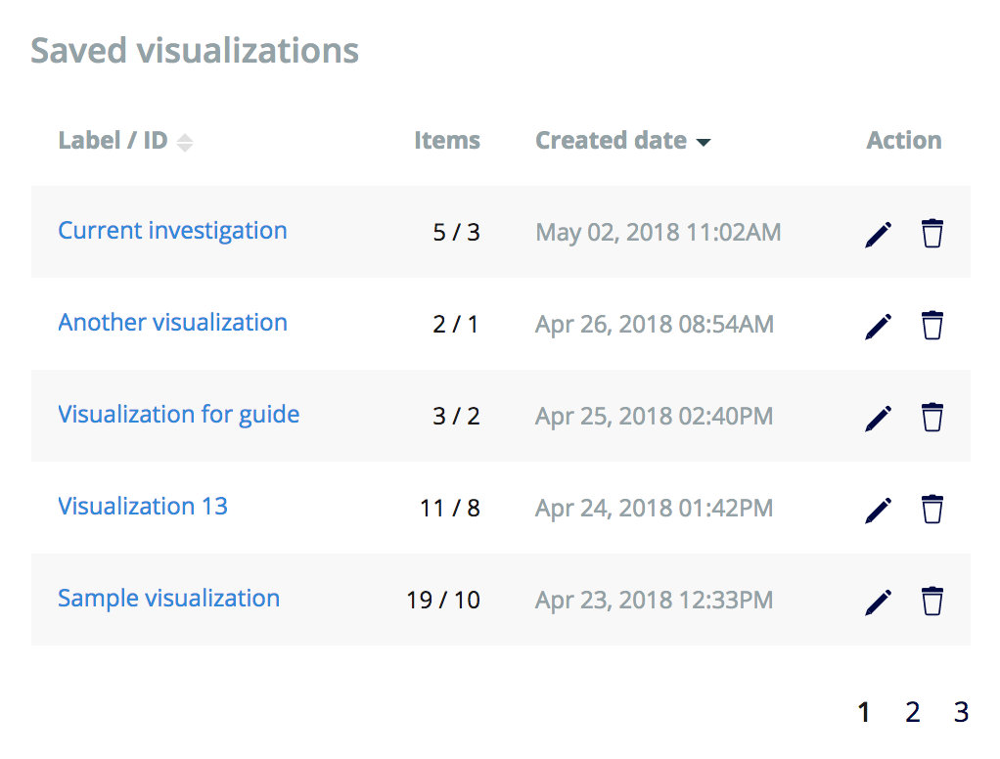 Saved visualizations
Label / ID Items Created date Action
Current investigation 5 / 3 May 02, 2018 11:02AM
Another visualization 2 / 1 Apr 26, 2018 08:54AM
Visualization for guide 3 / 2 Apr 25, 2018 02:40PM
Visualization 13 11 / 8 Apr 24, 2018 01:42PM
Sample visualization 19 / 10 Apr 23, 2018 12:33PM
1 2 3